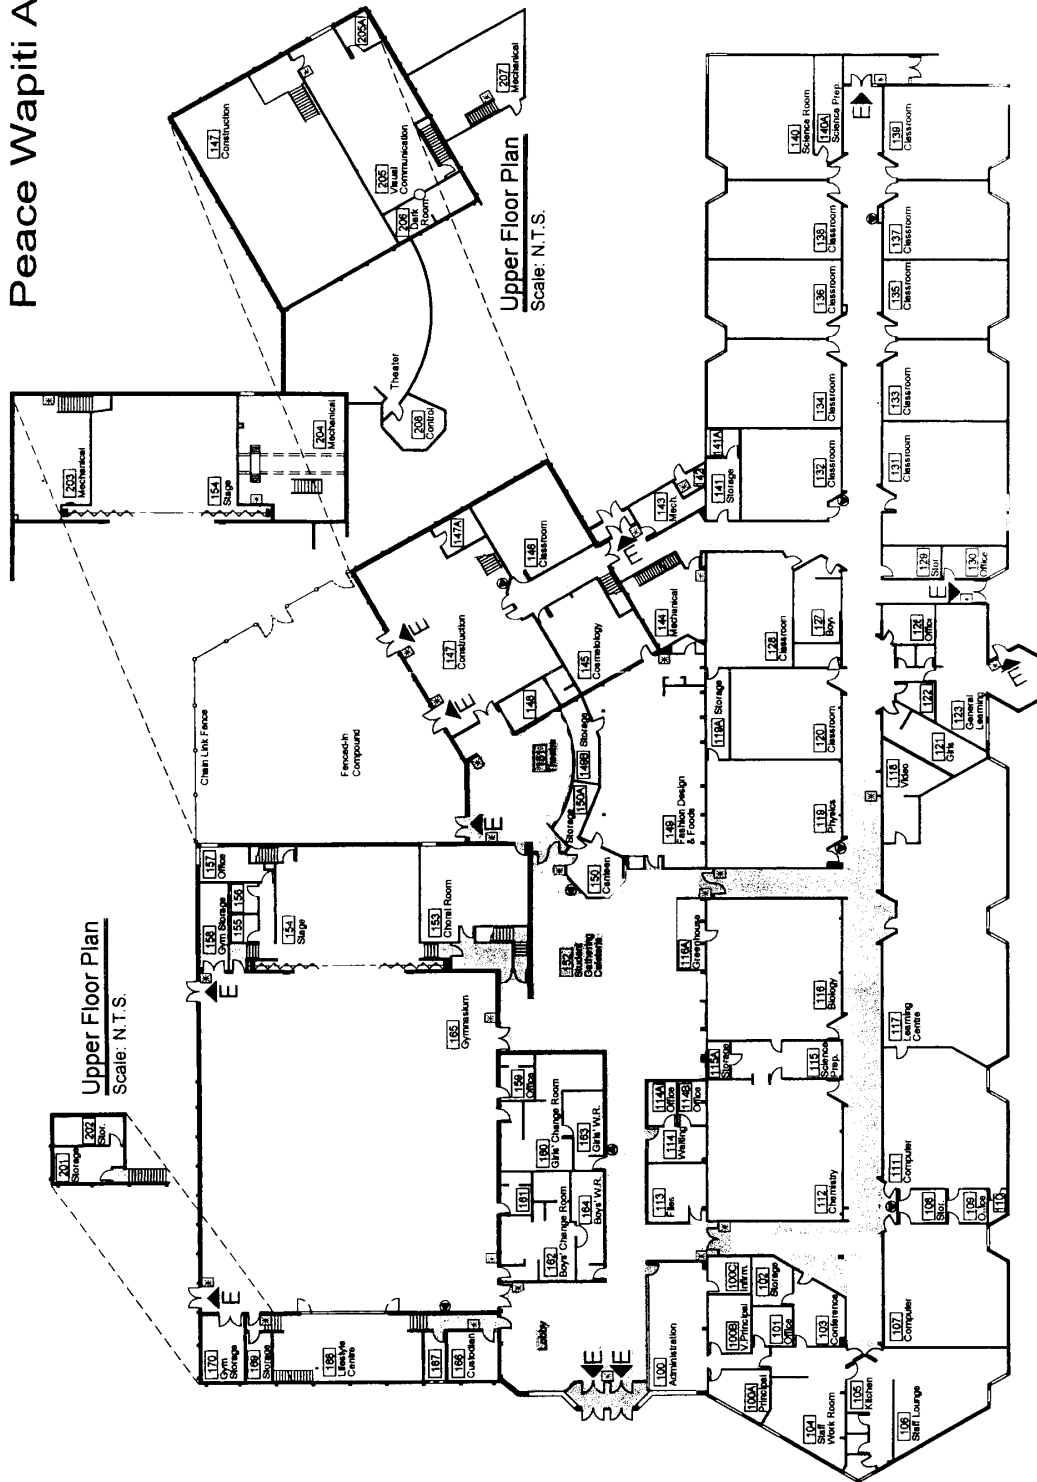 Peace Wapiti A
205A
207
Mechanical
147
Construction
205
Visual
Communication
206
Dark
Room
Upper Floor Plan
Scale: N.T.S.
Theater
208
Control
203
Mechanical
154
Stage
204
Mechanical
Chain Link Fence
Fenced-In
Compound
147A
146
Classroom
147
Construction
E
E
E
E
145
Cosmetology
148
143
Mech.
142
141A
141
Storage
144
Mechanical
140
Science Room
140A
Science Prep.
E
139
Classroom
138
Classroom
137
Classroom
136
Classroom
135
Classroom
134
Classroom
133
Classroom
132
Classroom
131
Classroom
129
Stor.
130
Office
E
128
Classroom
127
Boys
Office
122
123
General
Learning
E
121
Girls
118
Video
119A Storage
120
Classroom
119
Physics
149
Fashion Design
& Foods
149B Storage
150A
Storage
150
Canteen
Theatre
152
Student
Gathering
E
157
Office
158
Gym Storage
156
155
154
Stage
153
Choral Room
E
165
Gymnasium
Upper Floor Plan
Scale: N.T.S.
202
Stor.
201
Storage
116A
Greenhouse
116
Biology
117
Learning
Centre
115A
Storage
115
Science
Prep.
114A
Office
114B
Office
114
Waiting
113
Files
112
Chemistry
111
Computer
108
Stor.
109
Office
110
159
Office
160
Girls' Change Room
163
Girls' W.R.
161
162
Boys' Change Room
164
Boys' W.R.
E
170
Gym
Storage
169
Storage
168
Lifestyle
Centre
167
166
Custodian
Lobby
E
E
100
Administration
100C
Infirm.
100B
V.Principal
102
Storage
101
Office
103
Conference
100A
Principal
104
Staff
Work Room
105
Kitchen
106
Staff Lounge
107
Computer